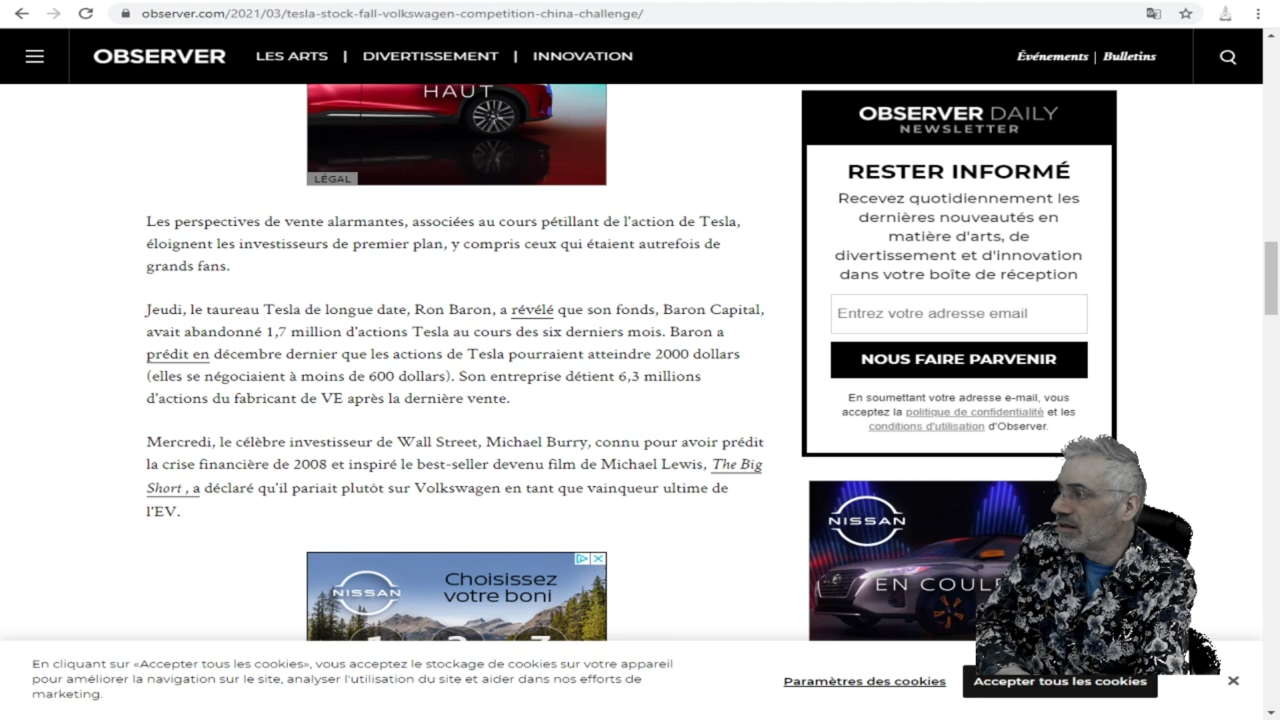 observer.com/2021/03/tesla-stock-fall-volkswagen-competition-china-challenge/
OBSERVER
LES ARTS | DIVERTISSEMENT | INNOVATION
Événements | Bulletins
HAUT
LÉGAL
Les perspectives de vente alarmantes, associées au cours pétillant de l'action de Tesla,
éloignent les investisseurs de premier plan, y compris ceux qui étaient autrefois de
grands fans.
Jeudi, le taureau Tesla de longue date, Ron Baron, a révélé que son fonds, Baron Capital,
avait abandonné 1,7 million d'actions Tesla au cours des six derniers mois. Baron a
prédit en décembre dernier que les actions de Tesla pourraient atteindre 2000 dollars
(elles se négociaient à moins de 600 dollars). Son entreprise détient 6,3 millions
d'actions du fabricant de VE après la dernière vente.
Mercredi, le célèbre investisseur de Wall Street, Michael Burry, connu pour avoir prédit
la crise financière de 2008 et inspiré le best-seller devenu film de Michael Lewis, The Big
Short , a déclaré qu'il pariait plutôt sur Volkswagen en tant que vainqueur ultime de
l'EV.
NISSAN
Choisissez
votre boni
OBSERVER DAILY
NEWSLETTER
RESTER INFORMÉ
Recevez quotidiennement les
dernières nouveautés en
matière d'arts, de
divertissement et d'innovation
dans votre boîte de réception
Entrez votre adresse email
NOUS FAIRE PARVENIR
En soumettant votre adresse e-mail, vous
acceptez la politique de confidentialité et les
conditions d'utilisation d'Observer.
NISSAN
EN
En cliquant sur «Accepter tous les cookies», vous acceptez le stockage de cookies sur votre appareil
pour améliorer la navigation sur le site, analyser l'utilisation du site et aider dans nos efforts de
marketing.
Paramètres des cookies
Accepter tous les cookies